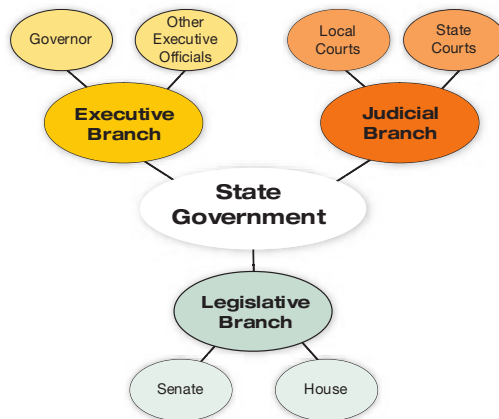 Governor
Other
Executive
Officials
Local
Courts
State
Courts
Executive
Branch
Judicial
Branch
State
Government
Legislative
Branch
Senate
House